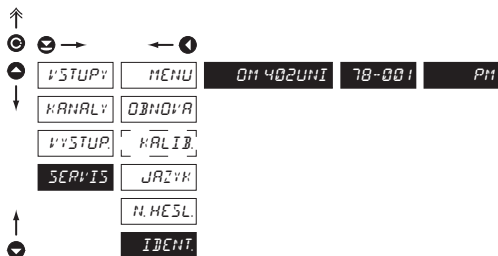 VSTUPY MENU OM 402UNI 78-001 PM
KANALY OBNOVA
VYSTUP. KALIB.
SERVIS JAZYK
N. HESL.
IDENT.